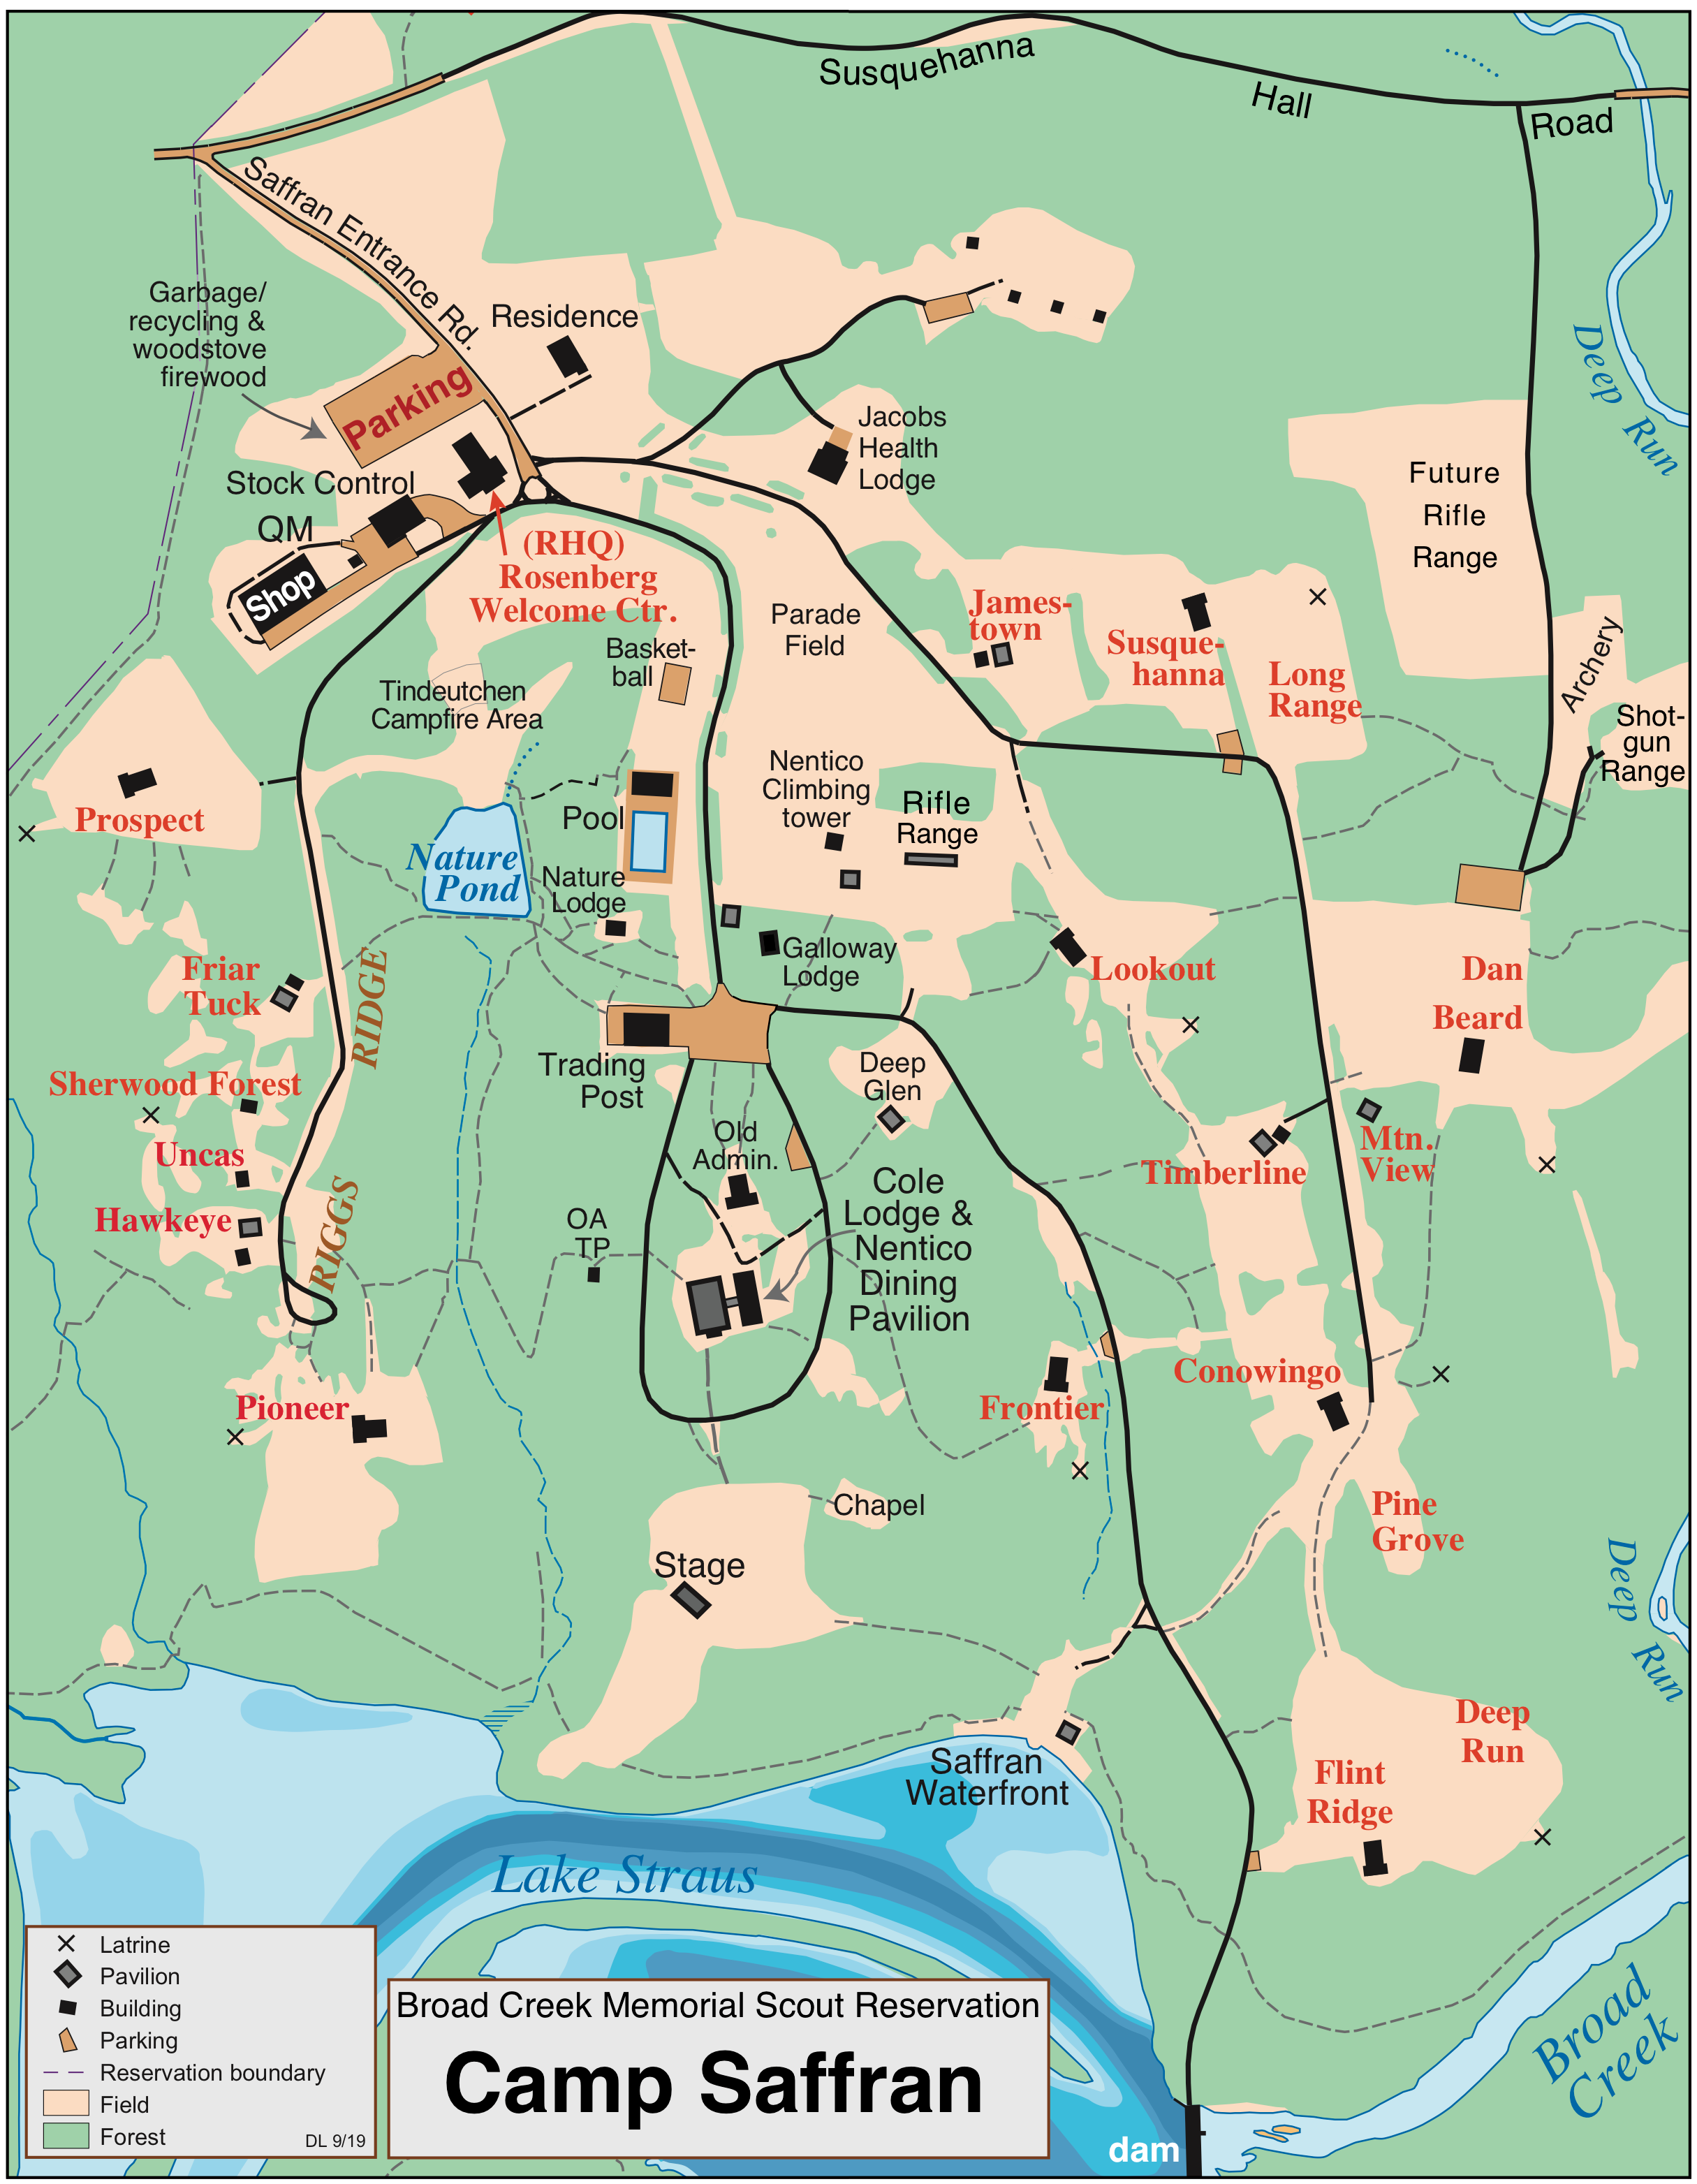 Susquehanna
Hall
Road
Saffran Entrance Rd.
Garbage/
recycling &
woodstove
firewood
Residence
Parking
Deep
Run
Jacobs
Health
Lodge
Stock Control
QM
Shop
(RHQ)
Rosenberg
Welcome Ctr.
Future
Rifle
Range
Parade
Field
James-
town
Susque-
hanna
Long
Range
Archery
Shot-
gun
Range
Basket-
ball
Tindeutchen
Campfire Area
Nentico
Climbing
tower
Rifle
Range
Pool
Prospect
Nature
Pond
Nature
Lodge
Galloway
Lodge
Lookout
Dan
Beard
Friar
Tuck
RIDGE
RIGGS
Sherwood Forest
Trading
Post
Deep
Glen
Old
Admin.
Uncas
Hawkeye
Timberline
Mtn.
View
OA
TP
Cole
Lodge &
Nentico
Dining
Pavilion
Pioneer
Frontier
Conowingo
Chapel
Pine
Grove
Stage
Deep
Run
Deep
Run
Flint
Ridge
Saffran
Waterfront
Lake Straus
Broad
Creek
dam
Latrine
Pavilion
Building
Parking
Reservation boundary
Field
Forest
DL 9/19
Broad Creek Memorial Scout Reservation
Camp Saffran